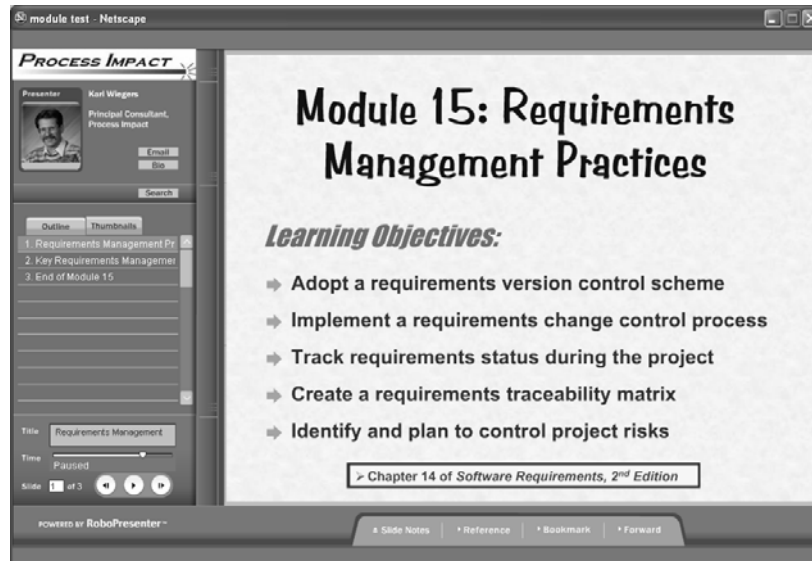 module test - Netscape
PROCESS IMPACT
Presenter
Karl Wiegers
Principal Consultant,
Process Impact
Email
Bio
Search
Outline
Thumbnails
1. Requirements Management Pr
2. Key Requirements Managemer
3. End of Module 15
Title
Requirements Management
Time
Paused
Slide 1 of 3
POWERED BY RoboPresenter™
Module 15: Requirements
Management Practices
Learning Objectives:
Adopt a requirements version control scheme
Implement a requirements change control process
Track requirements status during the project
Create a requirements traceability matrix
Identify and plan to control project risks
Chapter 14 of Software Requirements, 2nd Edition
Slide Notes
Reference
Bookmark
Forward